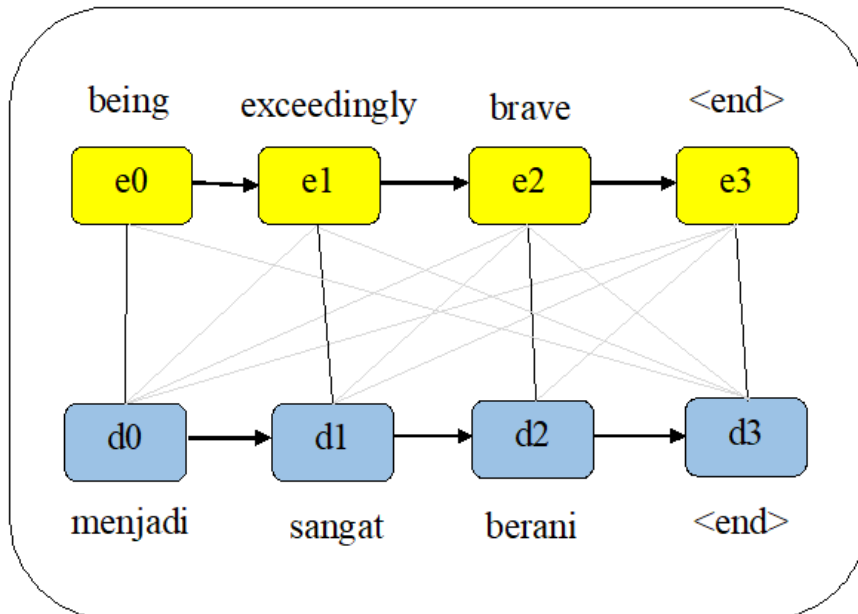 being exceedingly brave <end>
e0 e1 e2 e3
d0 d1 d2 d3
menjadi sangat berani <end>